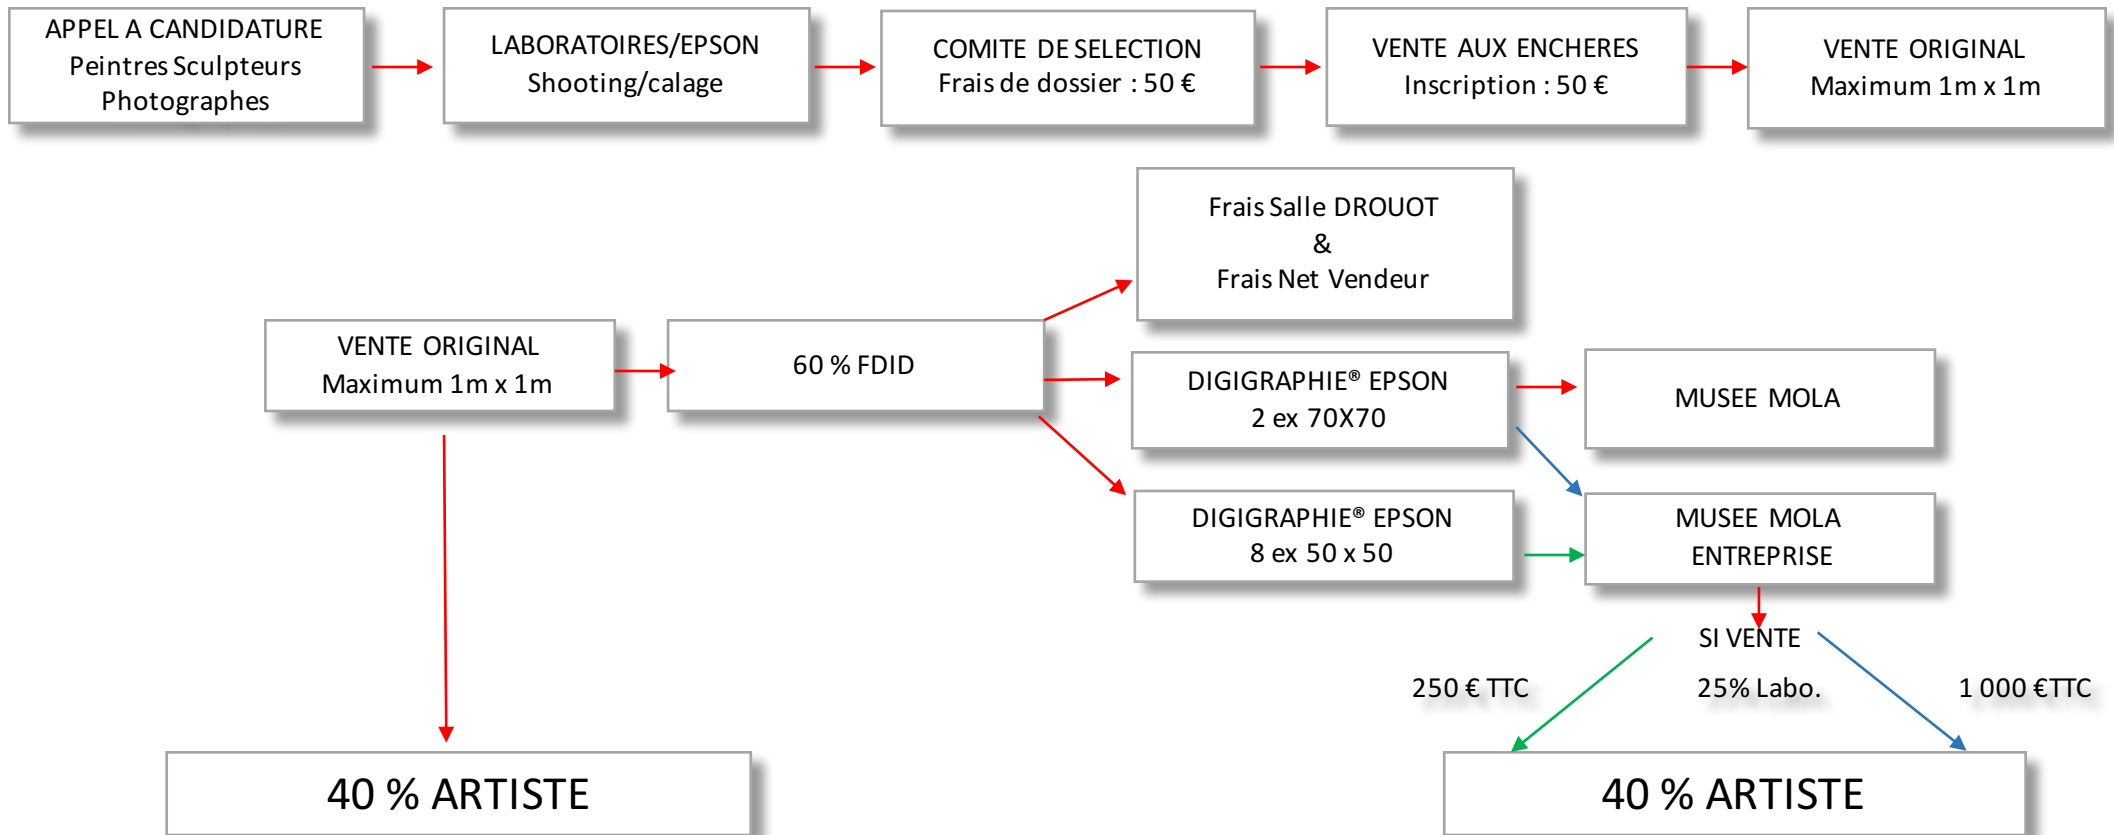 APPEL A CANDIDATURE
Peintres Sculpteurs
Photographes
LABORATOIRES/EPSON
Shooting/calage
COMITE DE SELECTION
Frais de dossier : 50 €
VENTE AUX ENCHERES
Inscription : 50 €
VENTE ORIGINAL
Maximum 1m x 1m
Frais Salle DROUOT
&
Frais Net Vendeur
VENTE ORIGINAL
Maximum 1m x 1m
60 % FDID
DIGIGRAPHIE® EPSON
2 ex 70X70
MUSEE MOLA
DIGIGRAPHIE® EPSON
8 ex 50 x 50
MUSEE MOLA
ENTREPRISE
SI VENTE
250 € TTC
25% Labo.
1 000 €TTC
40 % ARTISTE
40 % ARTISTE